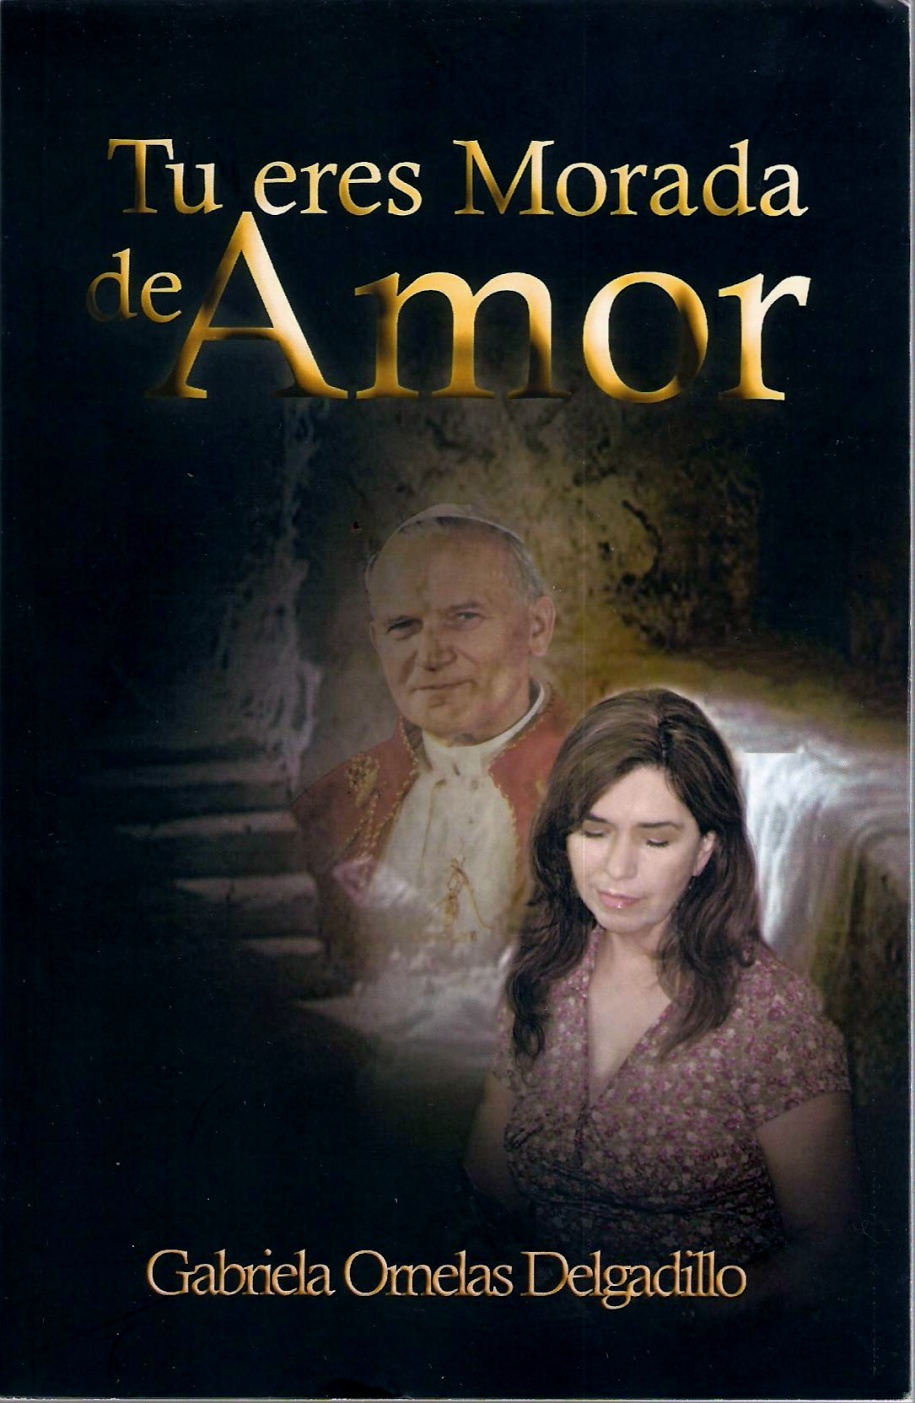 Tu eres Morada
de Amor
Gabriela Ornelas Delgadillo